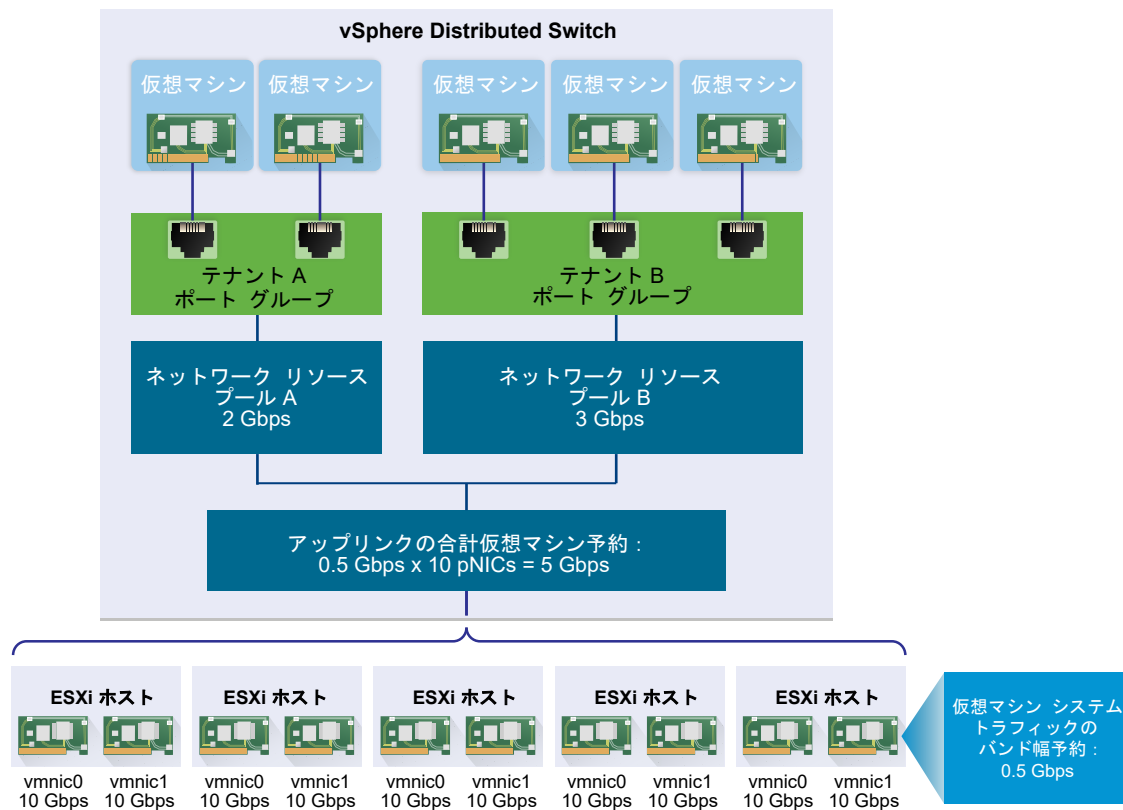 vSphere Distributed Switch
仮想マシン
仮想マシン
仮想マシン
仮想マシン
仮想マシン
テナント A
ポート グループ
テナント B
ポート グループ
ネットワーク リソース
プール A
2 Gbps
ネットワーク リソース
プール B
3 Gbps
アップリンクの合計仮想マシン予約：
0.5 Gbps x 10 pNICs = 5 Gbps
ESXi ホスト
vmnic0
10 Gbps
vmnic1
10 Gbps
ESXi ホスト
vmnic0
10 Gbps
vmnic1
10 Gbps
ESXi ホスト
vmnic0
10 Gbps
vmnic1
10 Gbps
ESXi ホスト
vmnic0
10 Gbps
vmnic1
10 Gbps
ESXi ホスト
vmnic0
10 Gbps
vmnic1
10 Gbps
仮想マシン システム
トラフィックの
バンド幅予約：
0.5 Gbps